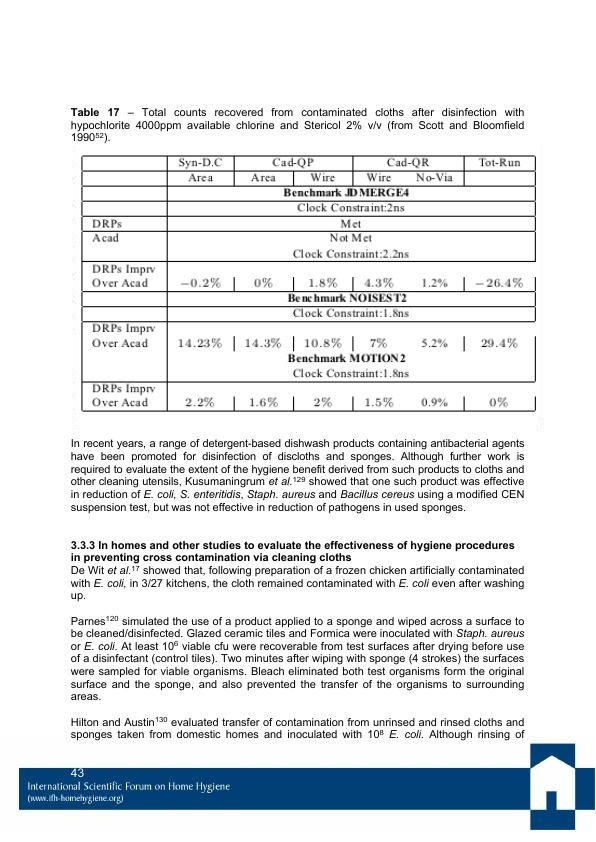 Table 17 – Total counts recovered from contaminated cloths after disinfection with
hypochlorite 4000ppm available chlorine and Stericol 2% v/v (from Scott and Bloomfield
1990⁵²).
Syn-D.C Cad-QP Cad-QR Tot-Run
Area Area Wire Wire No-Via
Benchmark JDMERGE4
Clock Constraint:2ns
DRPs Met
Acad Not Met
Clock Constraint:2.2ns
DRPs Imprv
Over Acad −0.2% 0% 1.8% 4.3% 1.2% −26.4%
Benchmark NOISEST2
Clock Constraint:1.8ns
DRPs Imprv
Over Acad 14.23% 14.3% 10.8% 7% 5.2% 29.4%
Benchmark MOTION2
Clock Constraint:1.8ns
DRPs Imprv
Over Acad 2.2% 1.6% 2% 1.5% 0.9% 0%
In recent years, a range of detergent-based dishwash products containing antibacterial agents
have been promoted for disinfection of discloths and sponges. Although further work is
required to evaluate the extent of the hygiene benefit derived from such products to cloths and
other cleaning utensils, Kusumaningrum et al.¹²⁹ showed that one such product was effective
in reduction of E. coli, S. enteritidis, Staph. aureus and Bacillus cereus using a modified CEN
suspension test, but was not effective in reduction of pathogens in used sponges.
3.3.3 In homes and other studies to evaluate the effectiveness of hygiene procedures
in preventing cross contamination via cleaning cloths
De Wit et al.¹⁷ showed that, following preparation of a frozen chicken artificially contaminated
with E. coli, in 3/27 kitchens, the cloth remained contaminated with E. coli even after washing
up.
Parnes¹²⁰ simulated the use of a product applied to a sponge and wiped across a surface to
be cleaned/disinfected. Glazed ceramic tiles and Formica were inoculated with Staph. aureus
or E. coli. At least 10⁶ viable cfu were recoverable from test surfaces after drying before use
of a disinfectant (control tiles). Two minutes after wiping with sponge (4 strokes) the surfaces
were sampled for viable organisms. Bleach eliminated both test organisms form the original
surface and the sponge, and also prevented the transfer of the organisms to surrounding
areas.
Hilton and Austin¹³⁰ evaluated transfer of contamination from unrinsed and rinsed cloths and
sponges taken from domestic homes and inoculated with 10⁸ E. coli. Although rinsing of
43
International Scientific Forum on Home Hygiene
(www.ifh-homehygiene.org)